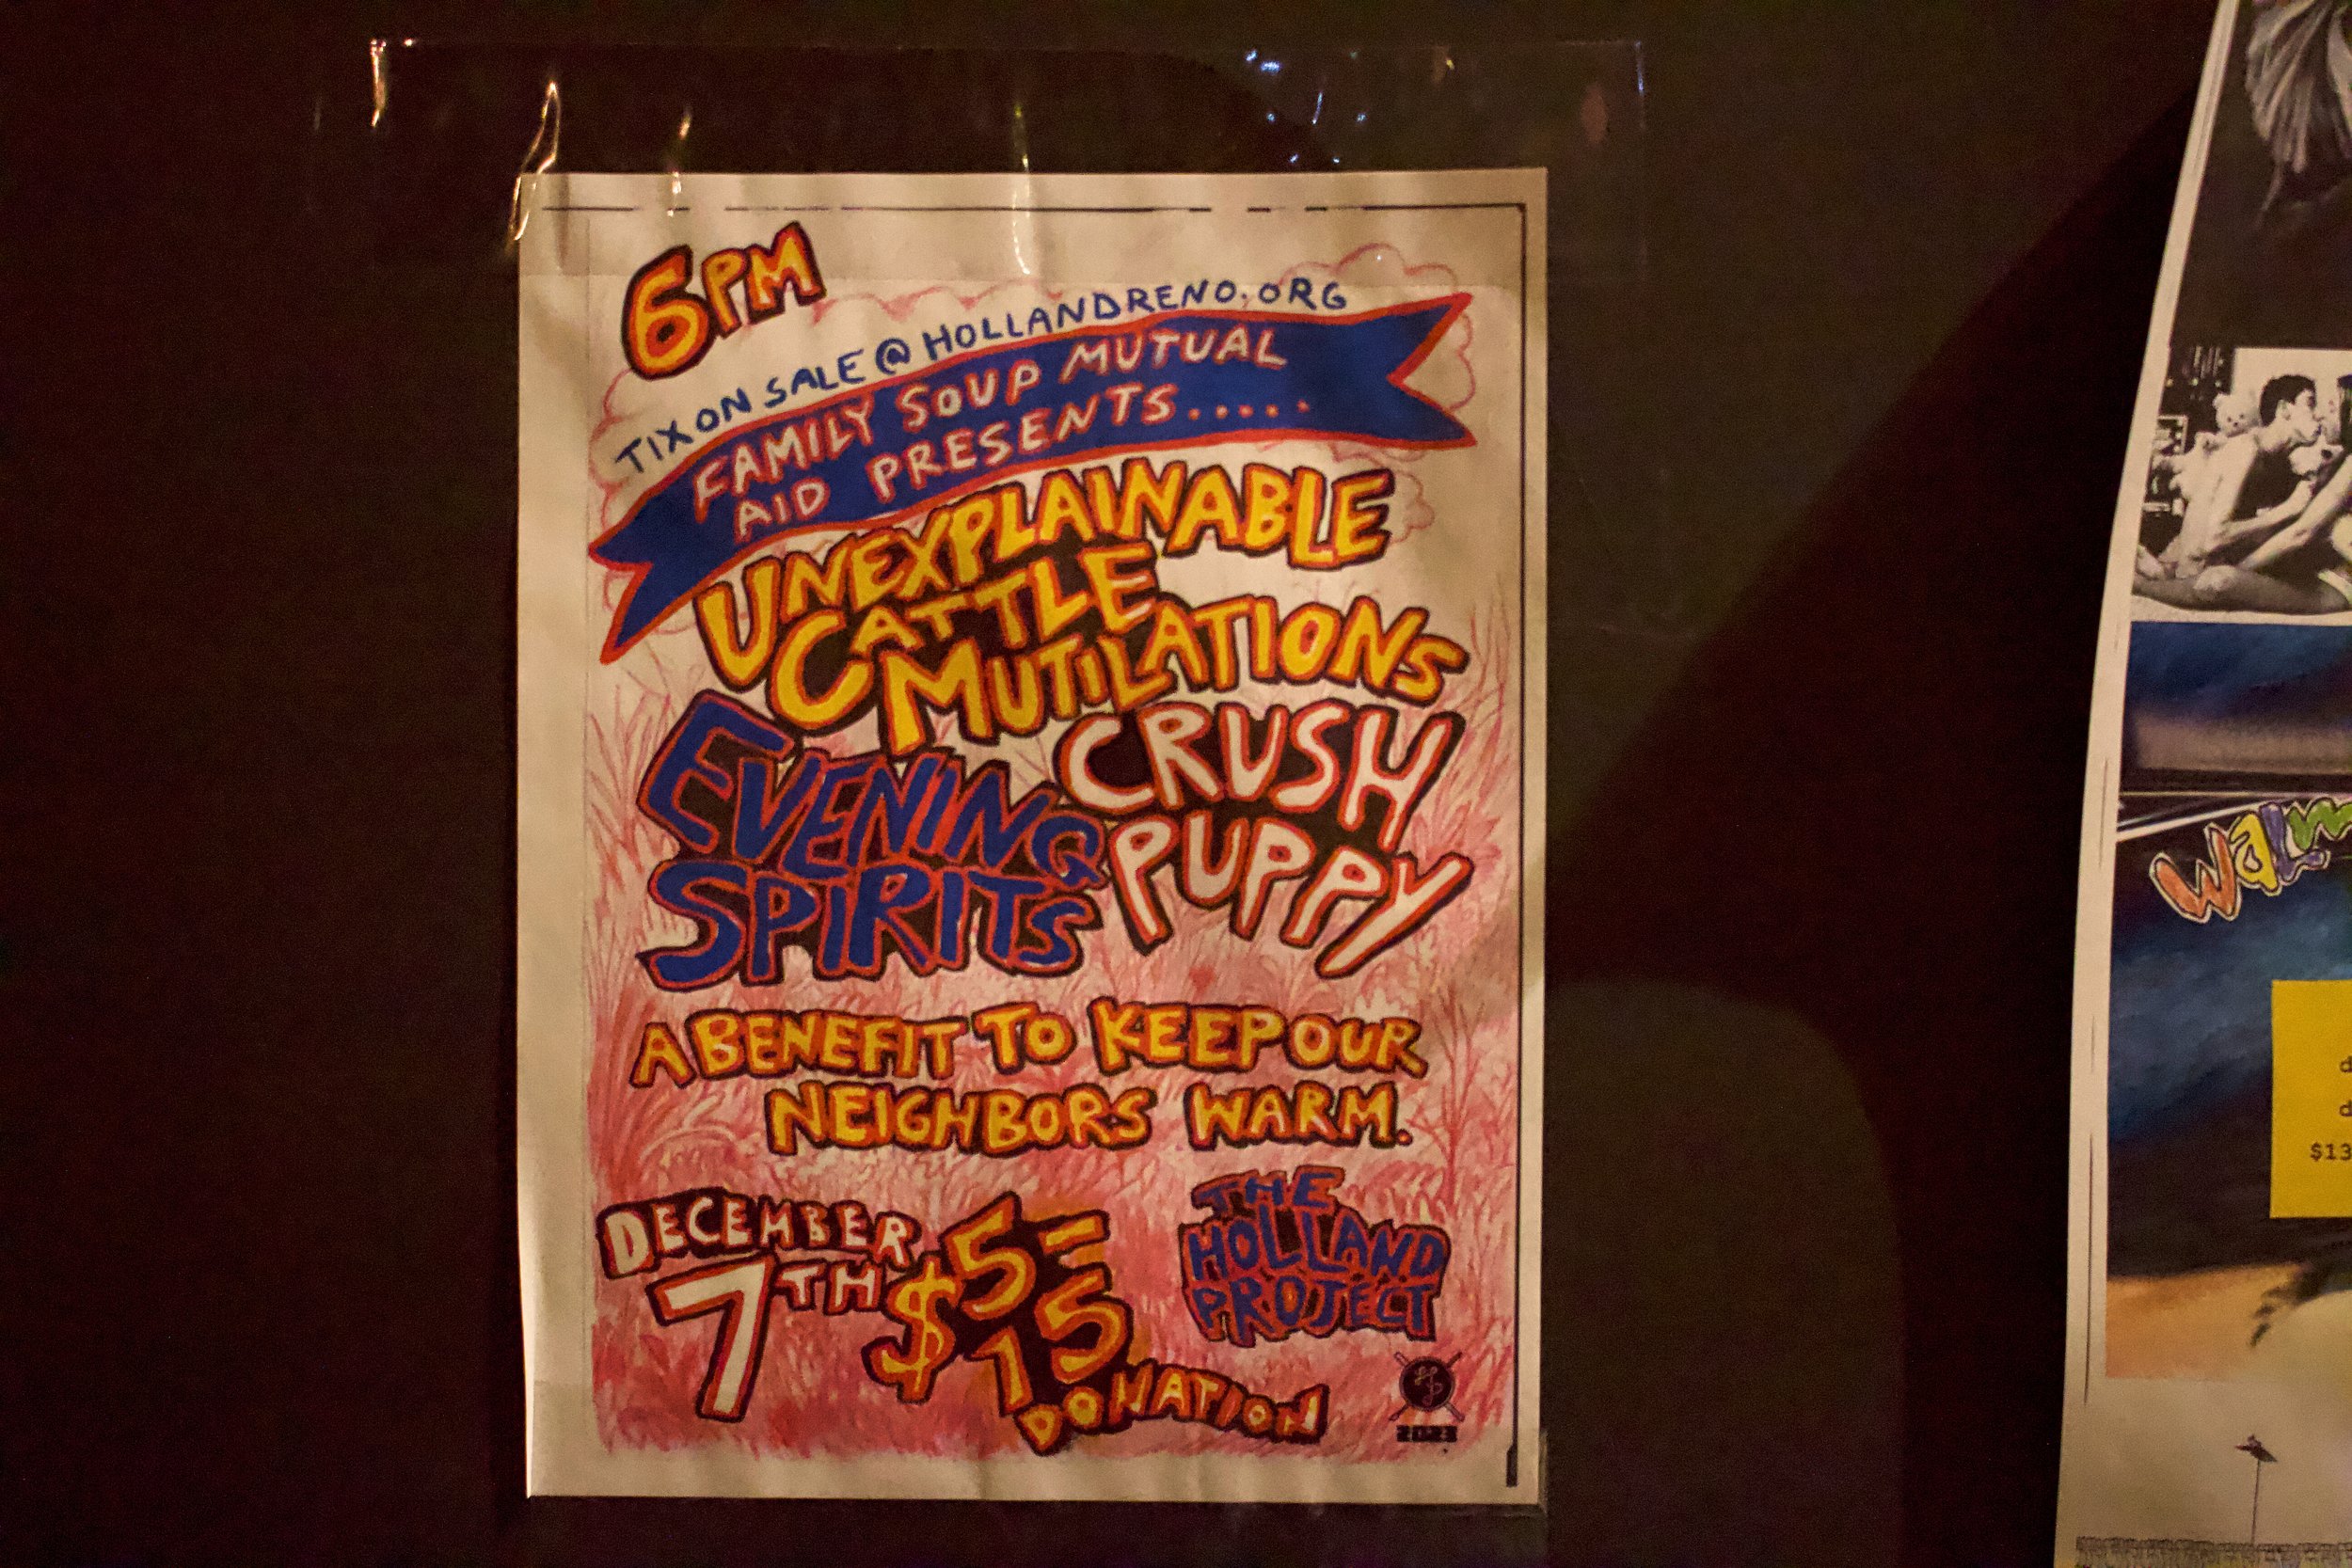 6PM
TIX ON SALE @ HOLLANDRENO.ORG
FAMILY SOUP MUTUAL
AID PRESENTS.....
UNEXPLAINABLE
CATTLE
MUTILATIONS
EVENING
SPIRITS
CRUSH
PUPPY
A BENEFIT TO KEEP OUR
NEIGHBORS WARM.
DECEMBER
7TH
$5-
15
DONATION
THE
HOLLAND
PROJECT
HP
2023
$13